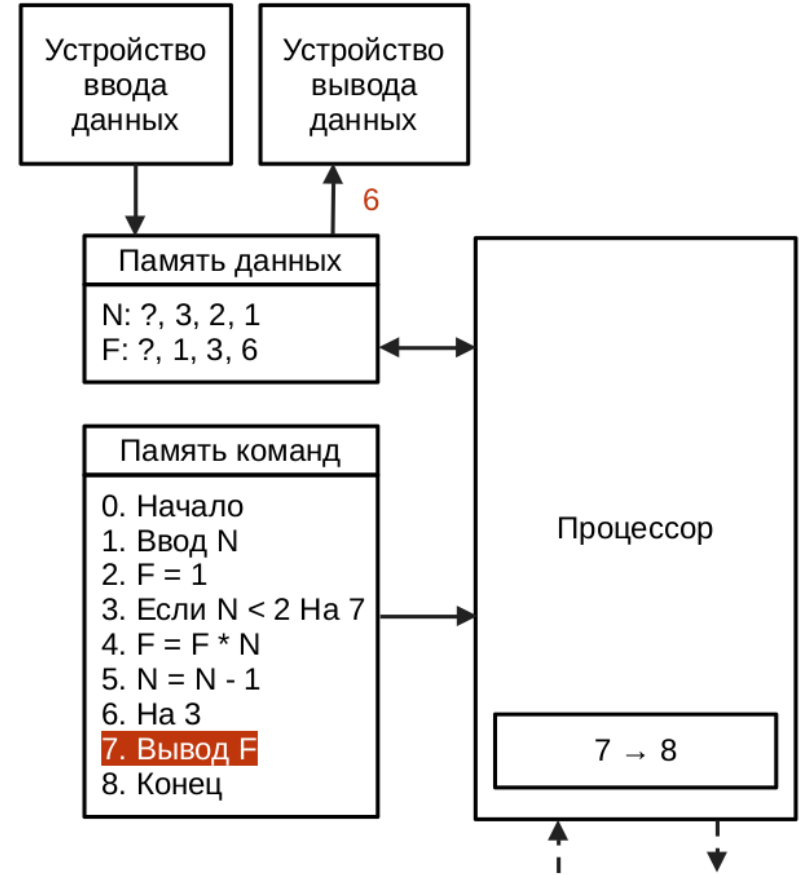 Устройство
ввода
данных
Устройство
вывода
данных
6
Память данных
N: ?, 3, 2, 1
F: ?, 1, 3, 6
Память команд
0. Начало
1. Ввод N
2. F = 1
3. Если N < 2 На 7
4. F = F * N
5. N = N - 1
6. На 3
7. Вывод F
8. Конец
Процессор
7 → 8